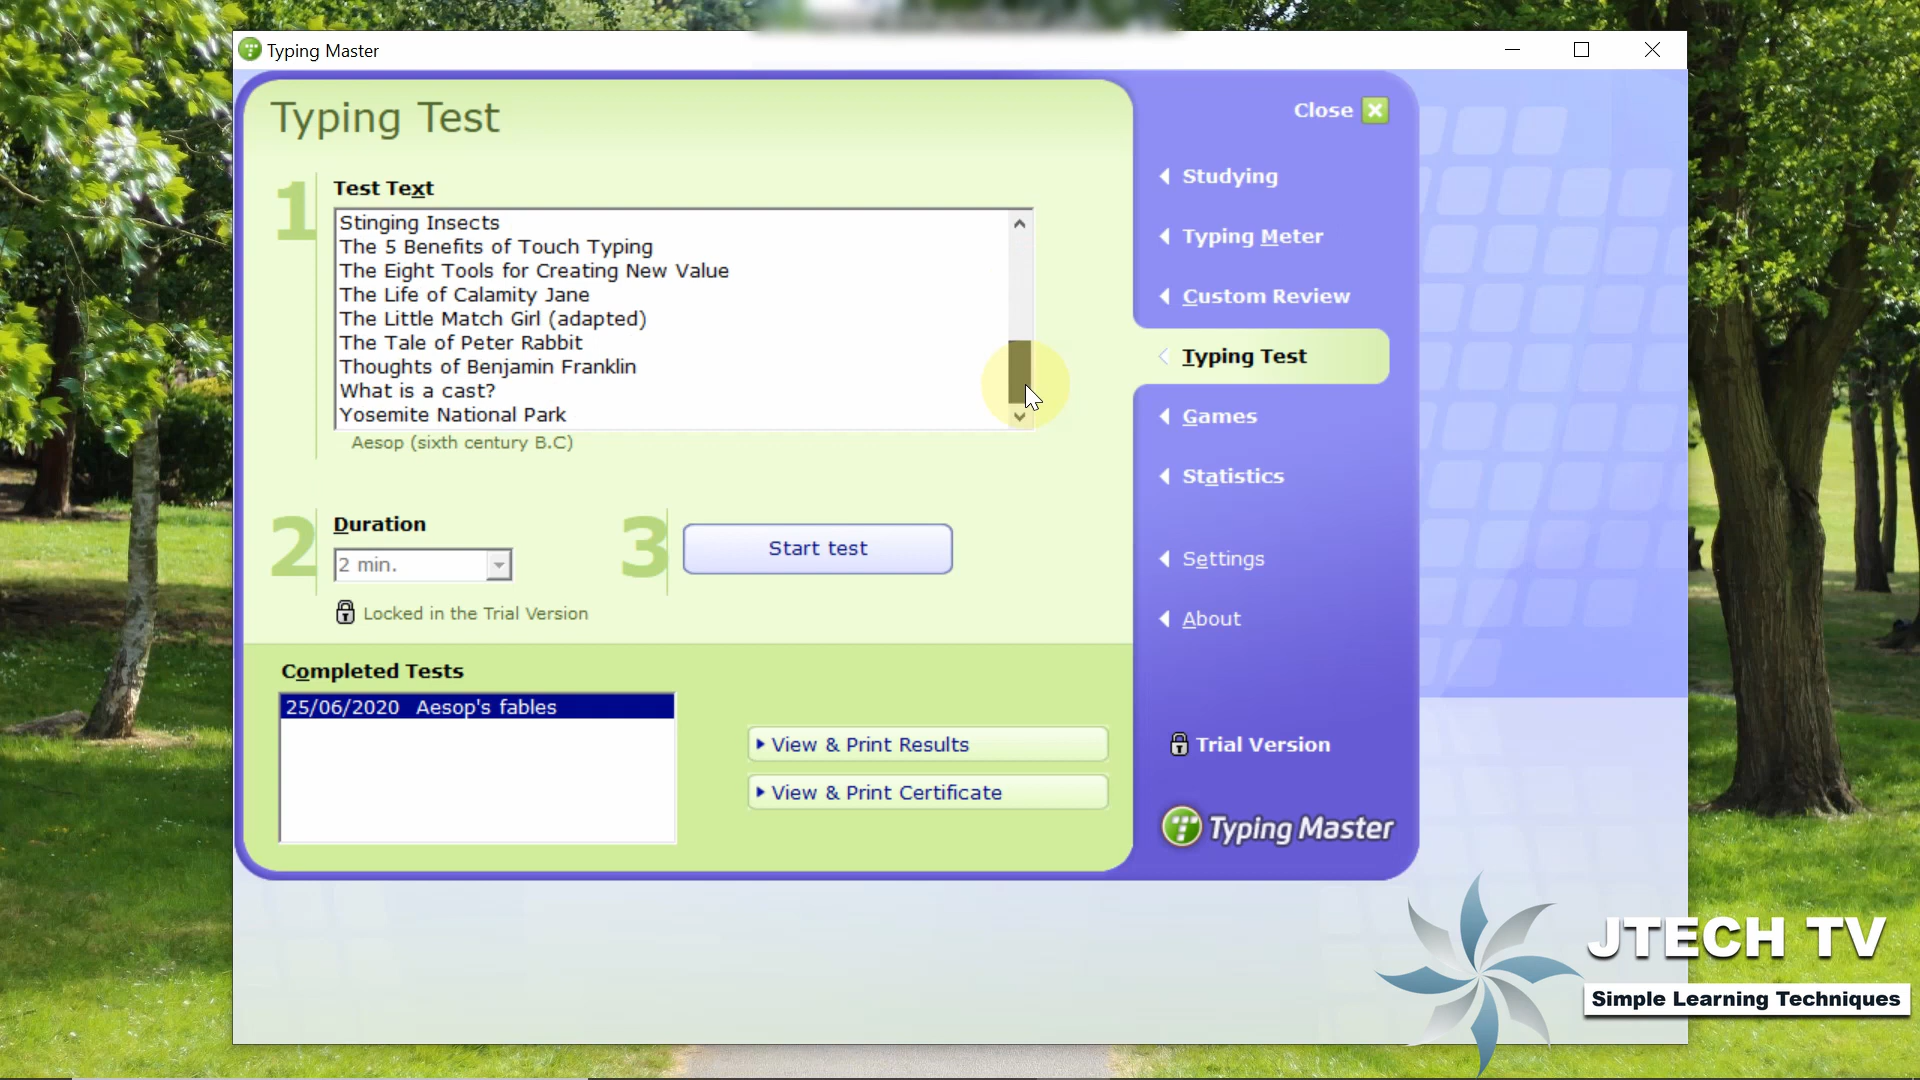 Typing Master
Typing Test
Close
1
Test Text
Stinging Insects
The 5 Benefits of Touch Typing
The Eight Tools for Creating New Value
The Life of Calamity Jane
The Little Match Girl (adapted)
The Tale of Peter Rabbit
Thoughts of Benjamin Franklin
What is a cast?
Yosemite National Park
Aesop (sixth century B.C)
2
Duration
2 min.
Locked in the Trial Version
3
Start test
Completed Tests
25/06/2020 Aesop's fables
View & Print Results
View & Print Certificate
Studying
Typing Meter
Custom Review
Typing Test
Games
Statistics
Settings
About
Trial Version
Typing Master
JTECH TV
Simple Learning Techniques